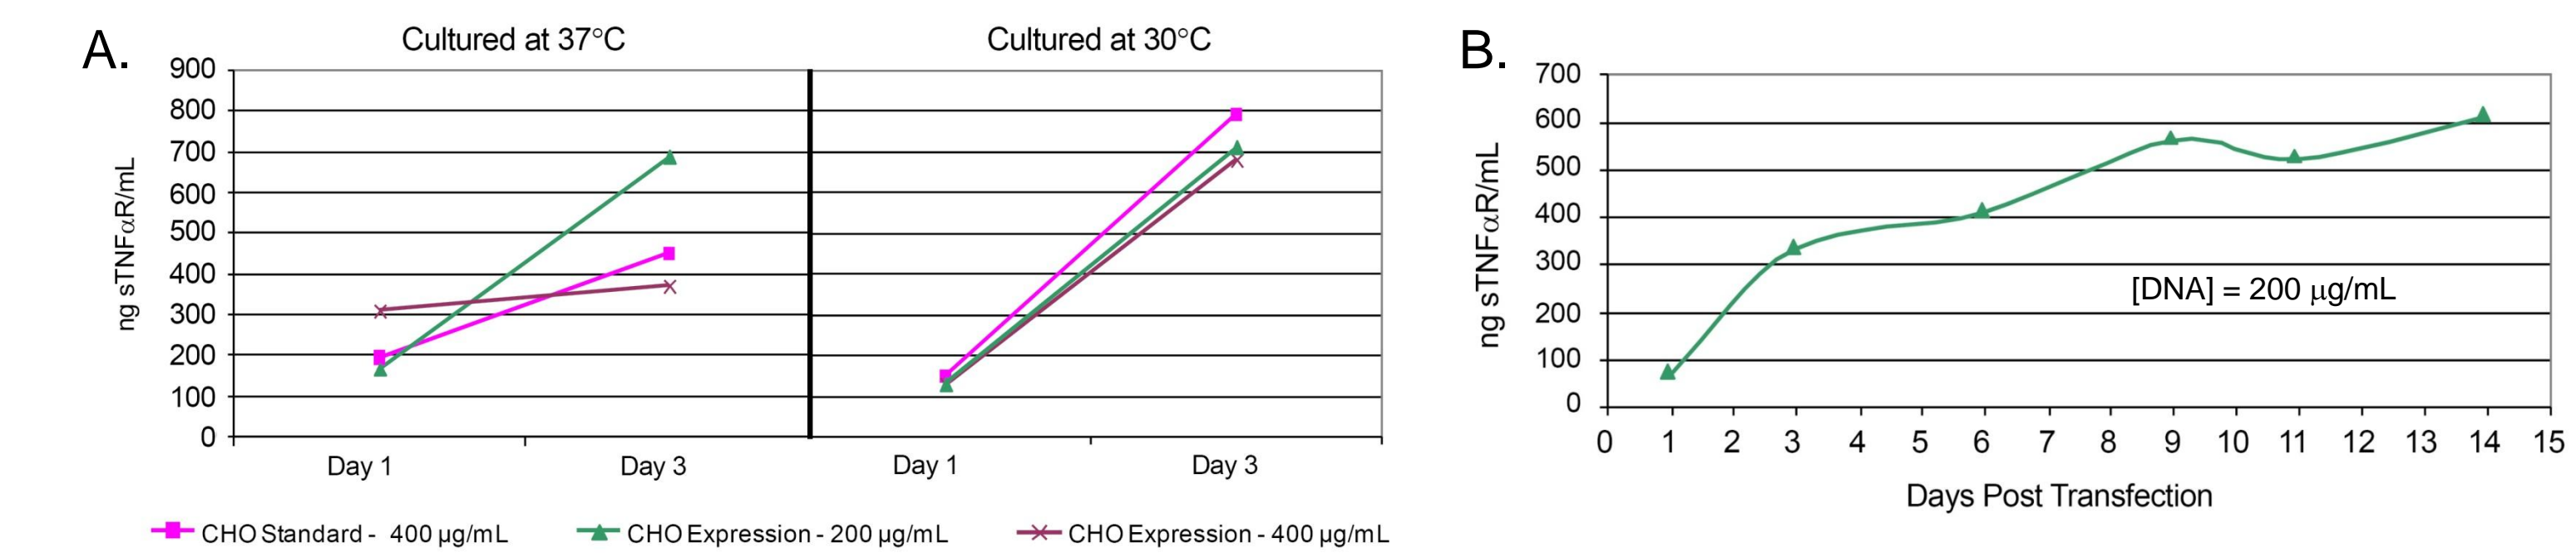 A.
Cultured at 37°C
Cultured at 30°C
ng sTNFαR/mL
900
800
700
600
500
400
300
200
100
0
Day 1
Day 3
Day 1
Day 3
CHO Standard - 400 µg/mL
CHO Expression - 200 µg/mL
CHO Expression - 400 µg/mL
B.
ng sTNFαR/mL
700
600
500
400
300
200
100
0
[DNA] = 200 µg/mL
0 1 2 3 4 5 6 7 8 9 10 11 12 13 14 15
Days Post Transfection